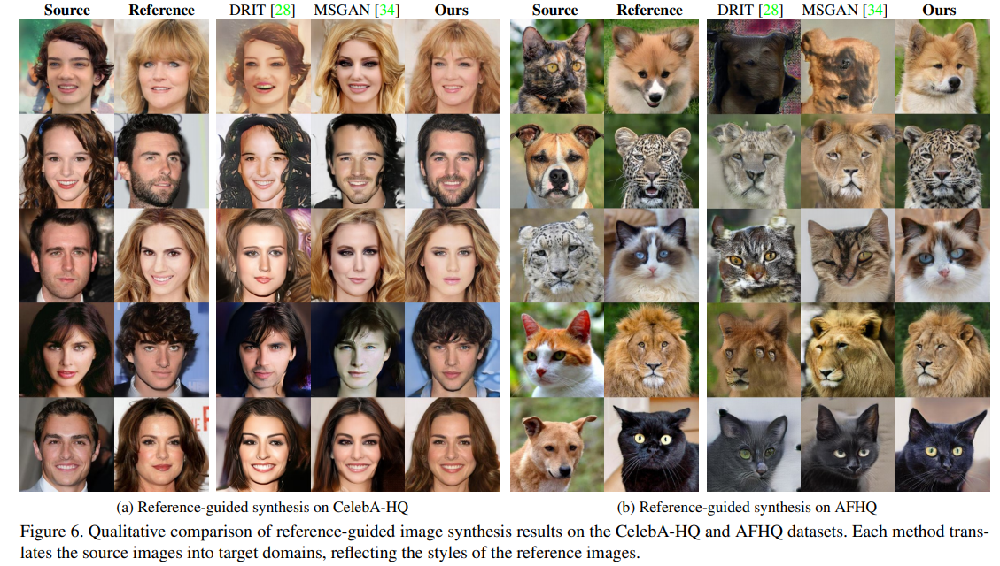 Source Reference DRIT [28] MSGAN [34] Ours Source Reference DRIT [28] MSGAN [34] Ours
(a) Reference-guided synthesis on CelebA-HQ (b) Reference-guided synthesis on AFHQ
Figure 6. Qualitative comparison of reference-guided image synthesis results on the CelebA-HQ and AFHQ datasets. Each method trans-
lates the source images into target domains, reflecting the styles of the reference images.